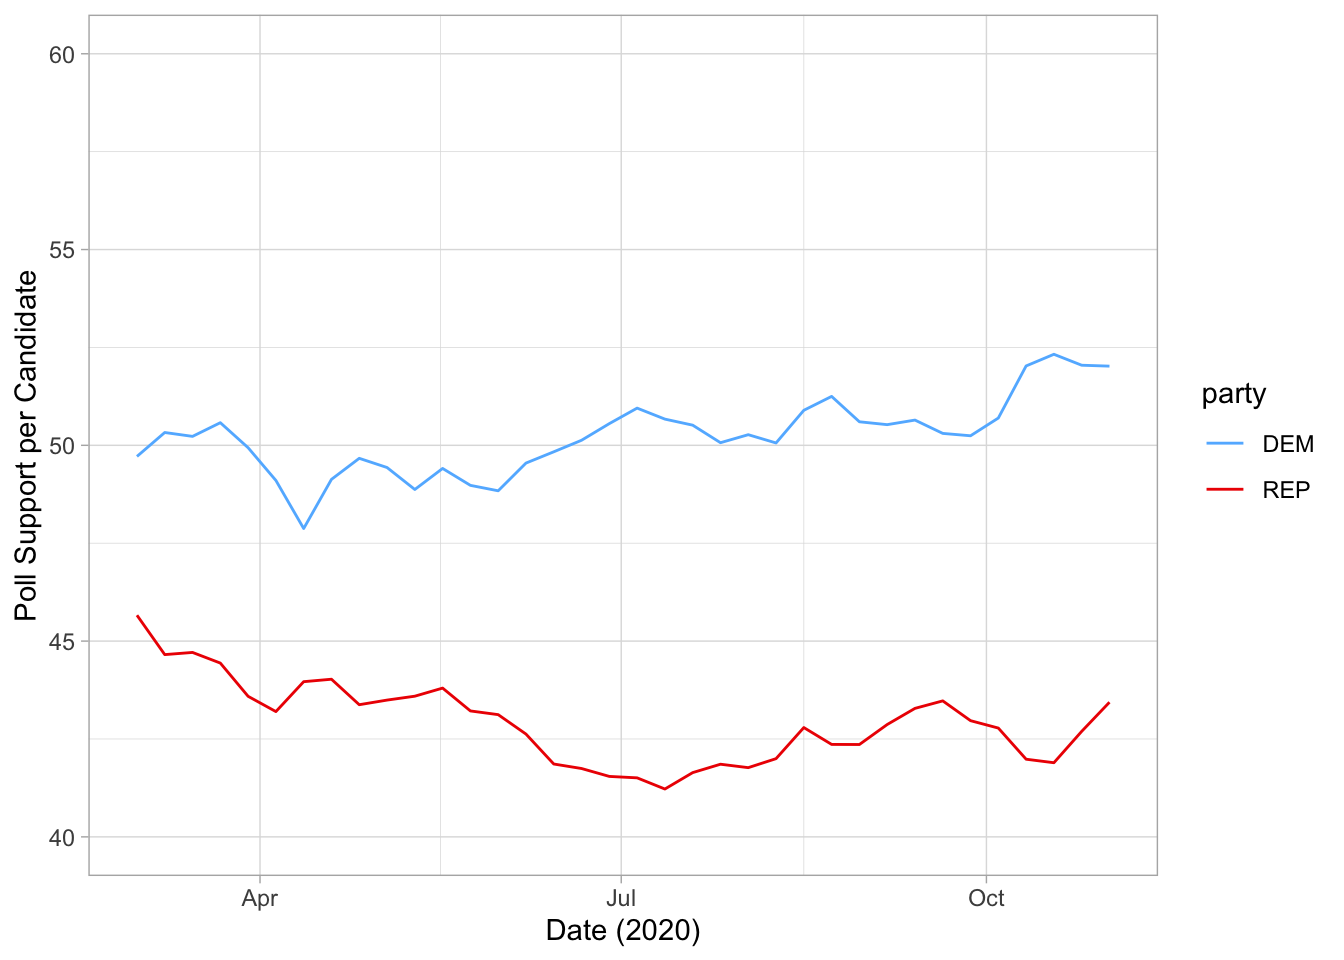 60
55
50
45
40
Poll Support per Candidate
Apr
Jul
Oct
Date (2020)
party
DEM
REP